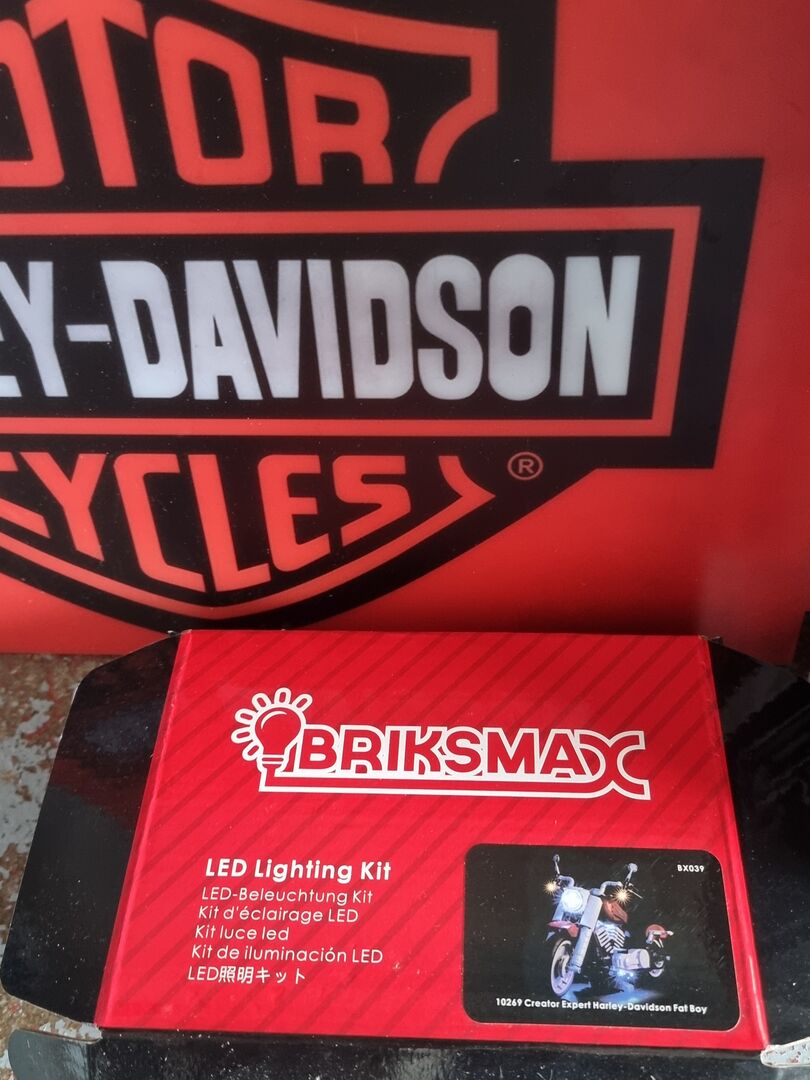 OTOR
EY-DAVIDSON
CYCLES
®
BRIKSMAX
LED Lighting Kit
LED-Beleuchtung Kit
Kit d'éclairage LED
Kit luce led
Kit de iluminación LED
LED照明キット
BX039
10269 Creator Expert Harley-Davidson Fat Boy